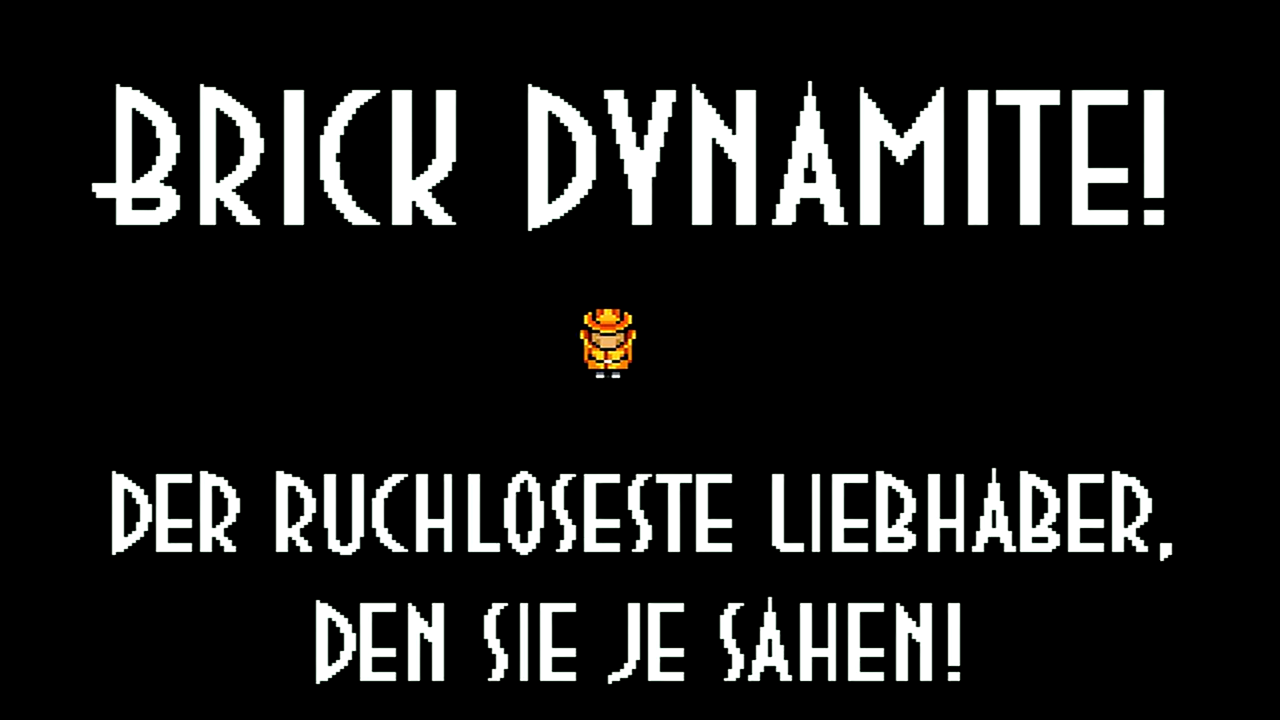 BRICK DYNAMITE!
DER RUCHLOSESTE LIEBHABER,
DEN SIE JE SAHEN!